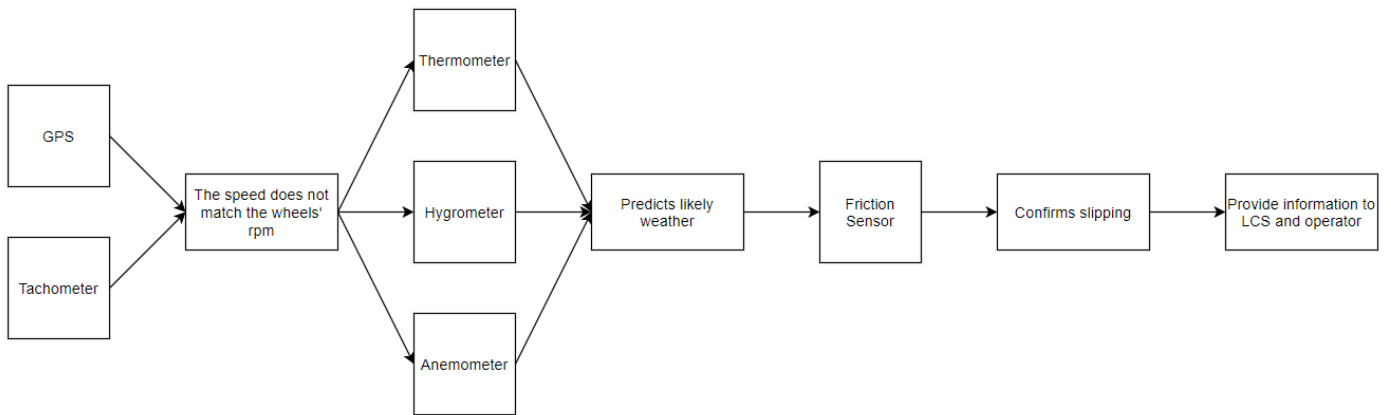 GPS
Tachometer
The speed does not
match the wheels'
rpm
Thermometer
Hygrometer
Anemometer
Predicts likely
weather
Friction
Sensor
Confirms slipping
Provide information to
LCS and operator